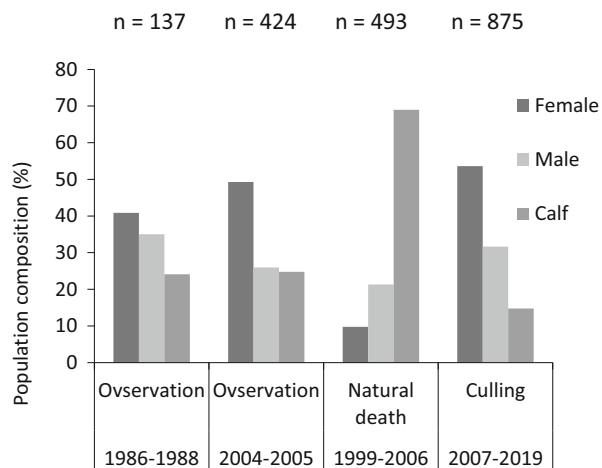 n = 137 n = 424 n = 493 n = 875
80
70
60
50
40
30
20
10
0
Population composition (%)
Female
Male
Calf
Ovservation Ovservation Natural death Culling
1986-1988 2004-2005 1999-2006 2007-2019